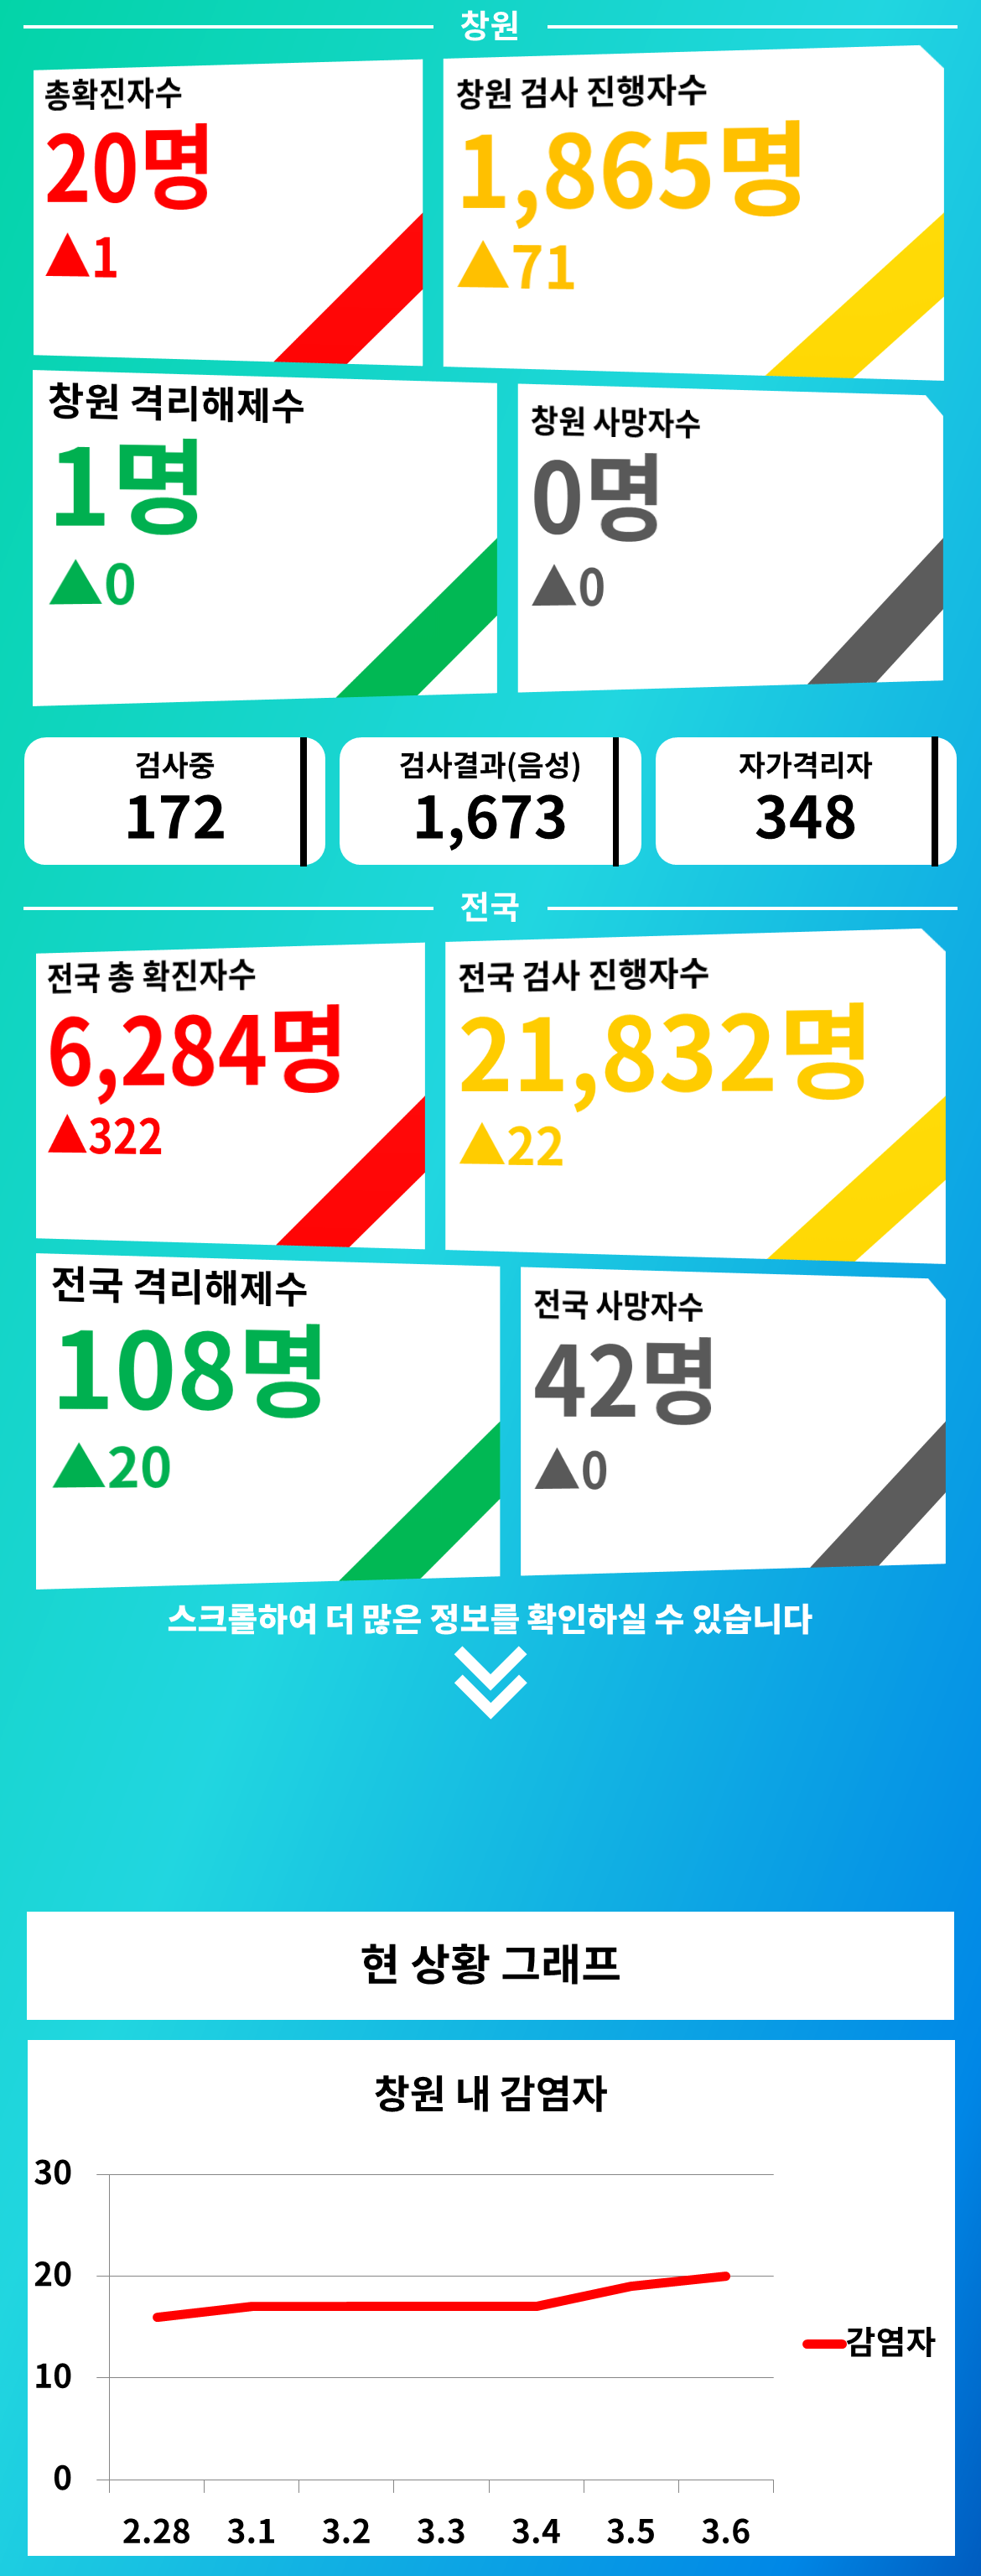 창원
총확진자수
20명
▲1
창원 검사 진행자수
1,865명
▲71
창원 격리해제수
1명
▲0
창원 사망자수
0명
▲0
검사중
172
검사결과(음성)
1,673
자가격리자
348
전국
전국 총 확진자수
6,284명
▲322
전국 검사 진행자수
21,832명
▲22
전국 격리해제수
108명
▲20
전국 사망자수
42명
▲0
스크롤하여 더 많은 정보를 확인하실 수 있습니다
현 상황 그래프
창원 내 감염자
30
20
10
0
감염자
2.28 3.1 3.2 3.3 3.4 3.5 3.6